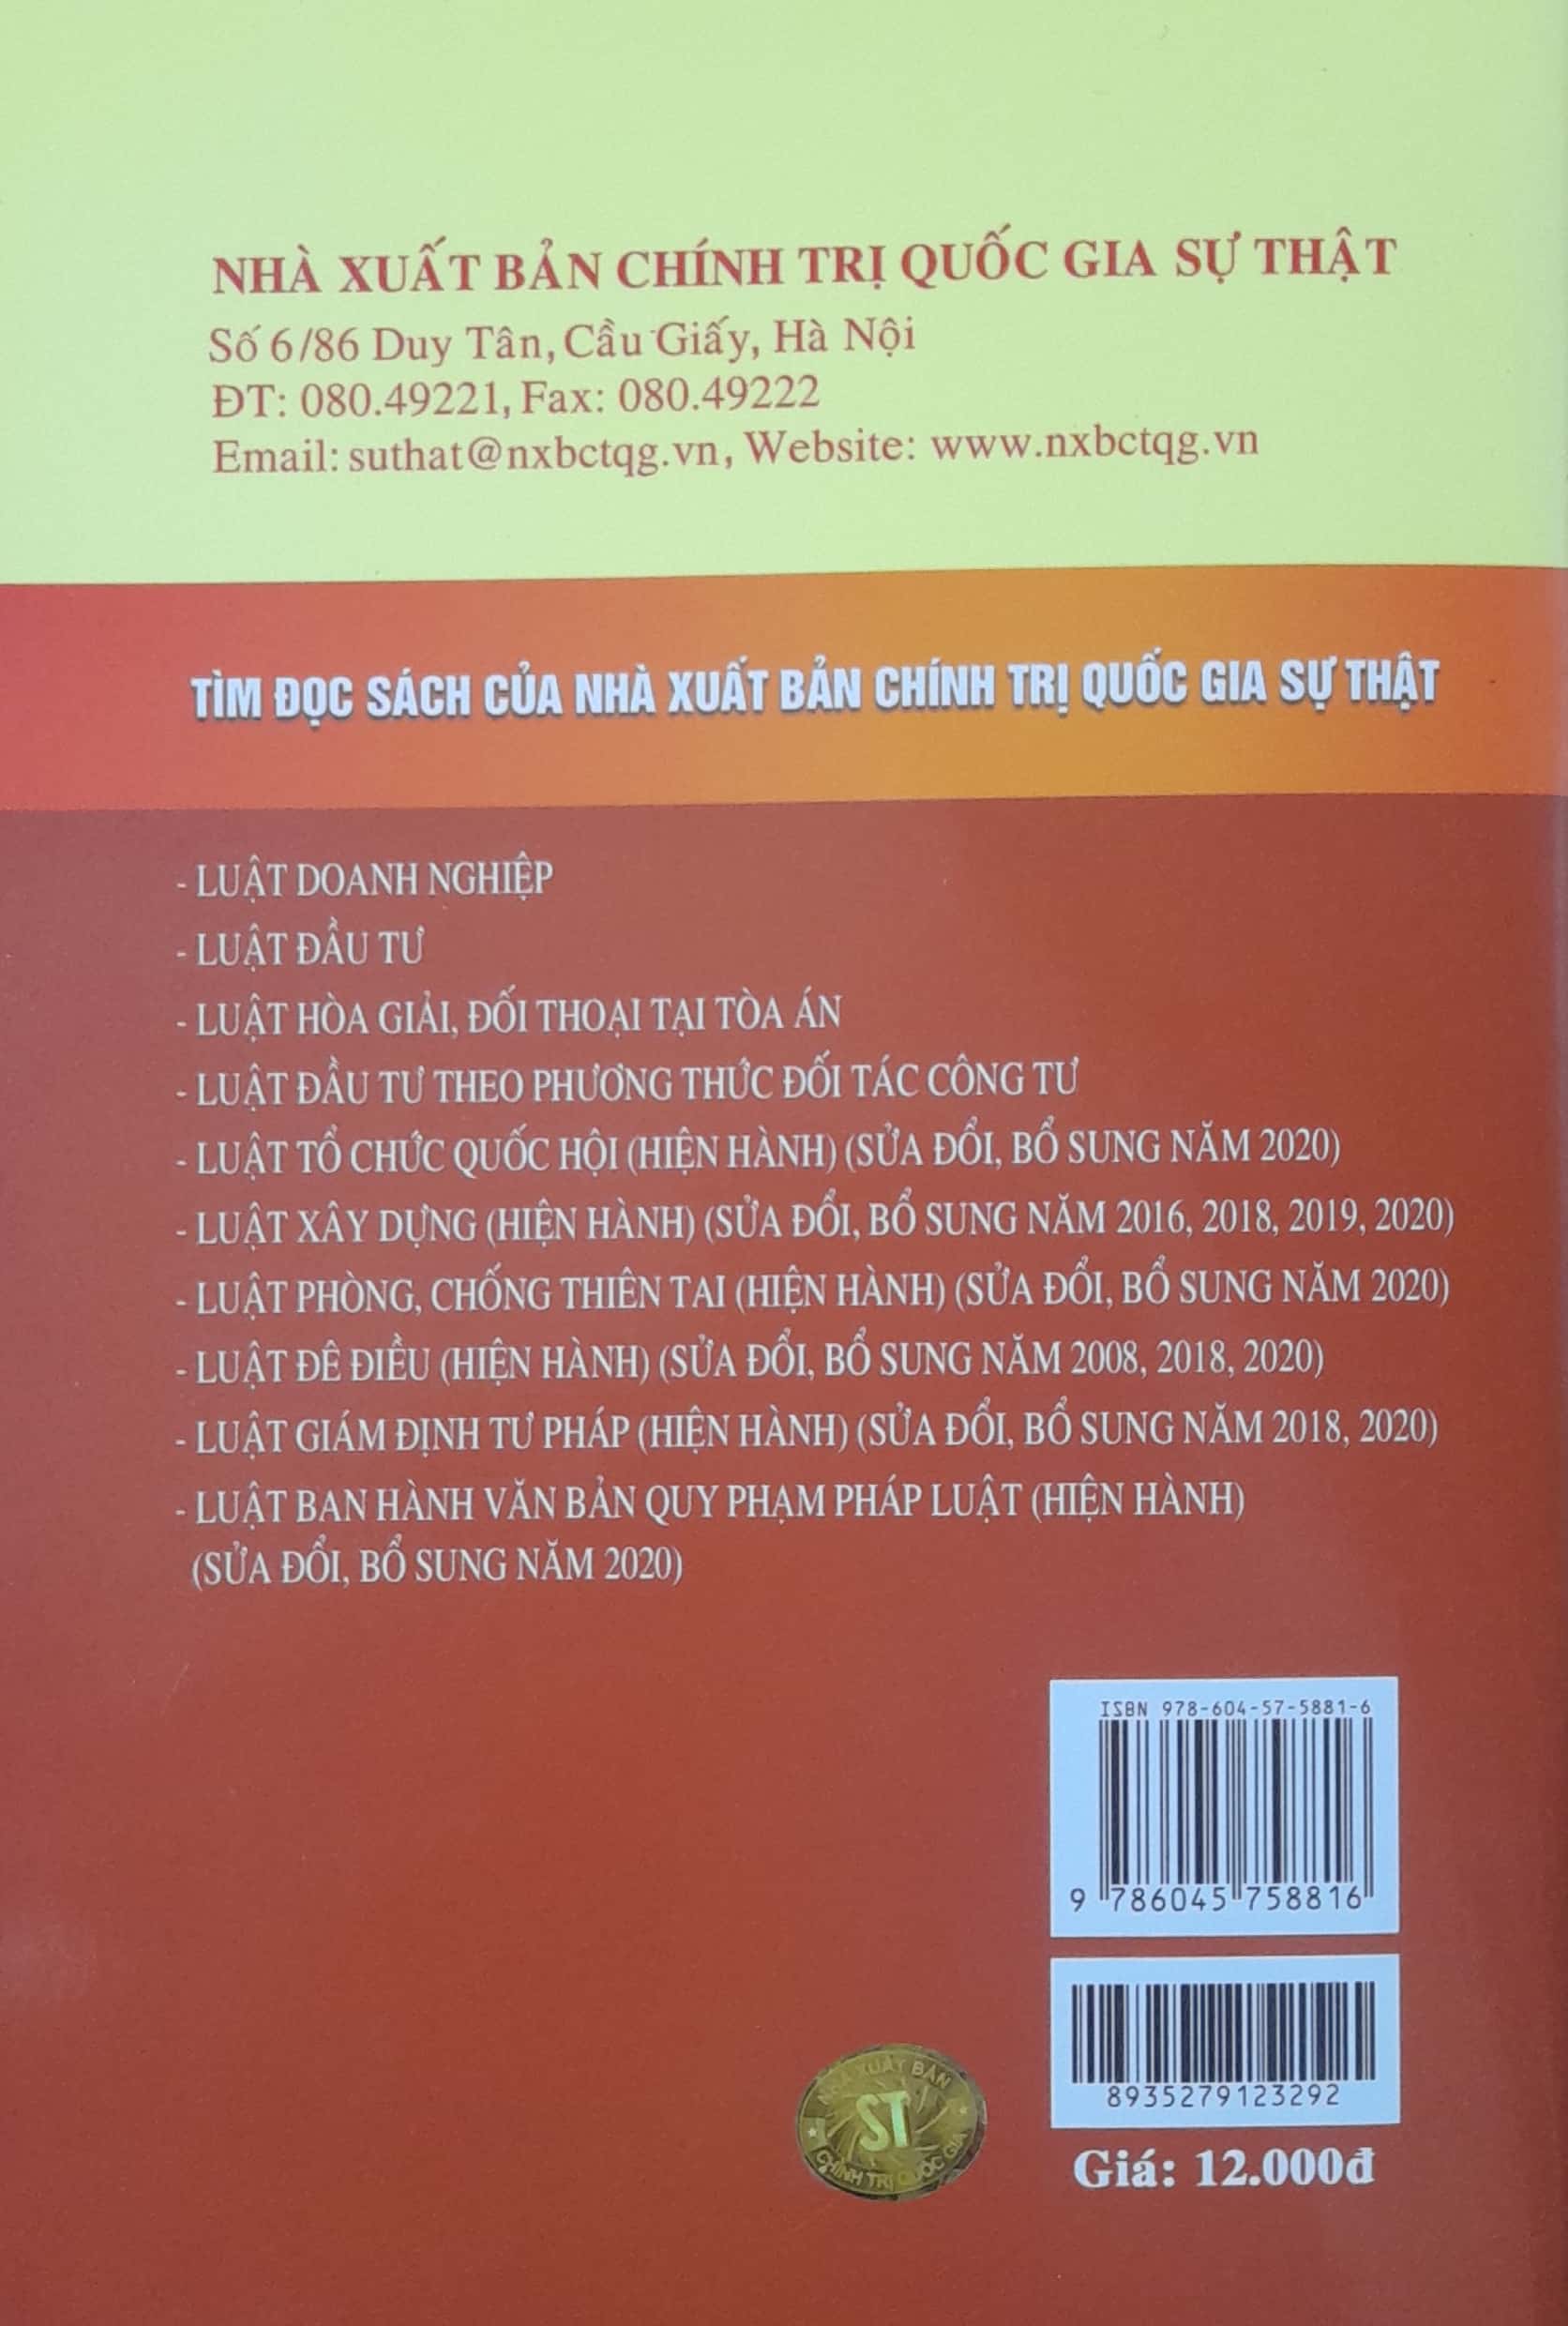 NHÀ XUẤT BẢN CHÍNH TRỊ QUỐC GIA SỰ THẬT
Số 6/86 Duy Tân, Cầu Giấy, Hà Nội
ĐT: 080.49221, Fax: 080.49222
Email: suthat@nxbctqg.vn, Website: www.nxbctqg.vn
TÌM ĐỌC SÁCH CỦA NHÀ XUẤT BẢN CHÍNH TRỊ QUỐC GIA SỰ THẬT
- LUẬT DOANH NGHIỆP
- LUẬT ĐẦU TƯ
- LUẬT HÒA GIẢI, ĐỐI THOẠI TẠI TÒA ÁN
- LUẬT ĐẦU TƯ THEO PHƯƠNG THỨC ĐỐI TÁC CÔNG TƯ
- LUẬT TỔ CHỨC QUỐC HỘI (HIỆN HÀNH) (SỬA ĐỔI, BỔ SUNG NĂM 2020)
- LUẬT XÂY DỰNG (HIỆN HÀNH) (SỬA ĐỔI, BỔ SUNG NĂM 2016, 2018, 2019, 2020)
- LUẬT PHÒNG, CHỐNG THIÊN TAI (HIỆN HÀNH) (SỬA ĐỔI, BỔ SUNG NĂM 2020)
- LUẬT ĐÊ ĐIỀU (HIỆN HÀNH) (SỬA ĐỔI, BỔ SUNG NĂM 2008, 2018, 2020)
- LUẬT GIÁM ĐỊNH TƯ PHÁP (HIỆN HÀNH) (SỬA ĐỔI, BỔ SUNG NĂM 2018, 2020)
- LUẬT BAN HÀNH VĂN BẢN QUY PHẠM PHÁP LUẬT (HIỆN HÀNH)
(SỬA ĐỔI, BỔ SUNG NĂM 2020)
ISBN 978-604-57-5881-6
9 786045 758816
8935279123292
NHÀ XUẤT BẢN
ST
CHÍNH TRỊ QUỐC GIA
Giá: 12.000đ